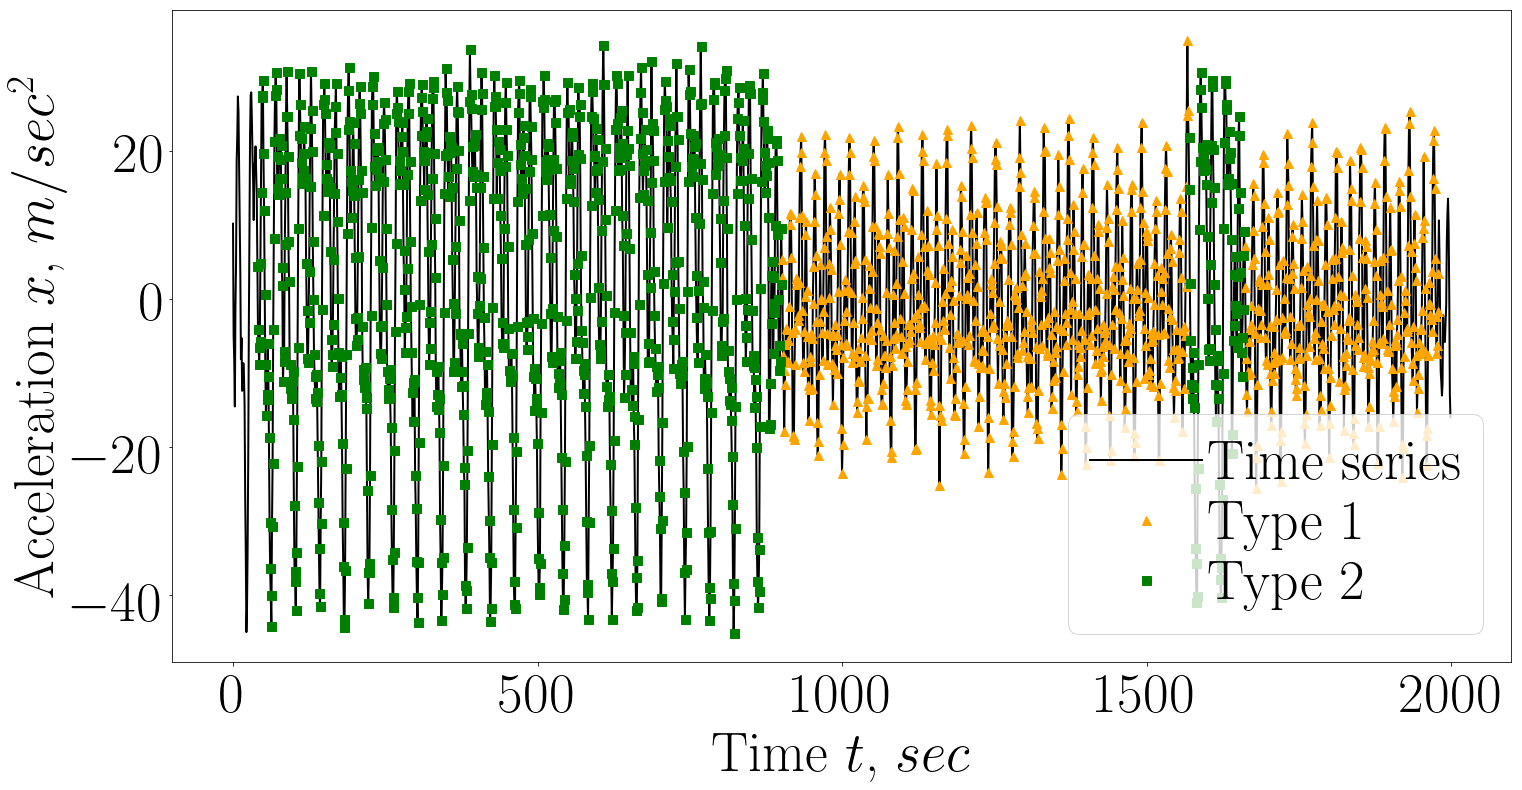 Acceleration x, m/sec²
20
0
−20
−40
Time series
Type 1
Type 2
0 500 1000 1500 2000
Time t, sec